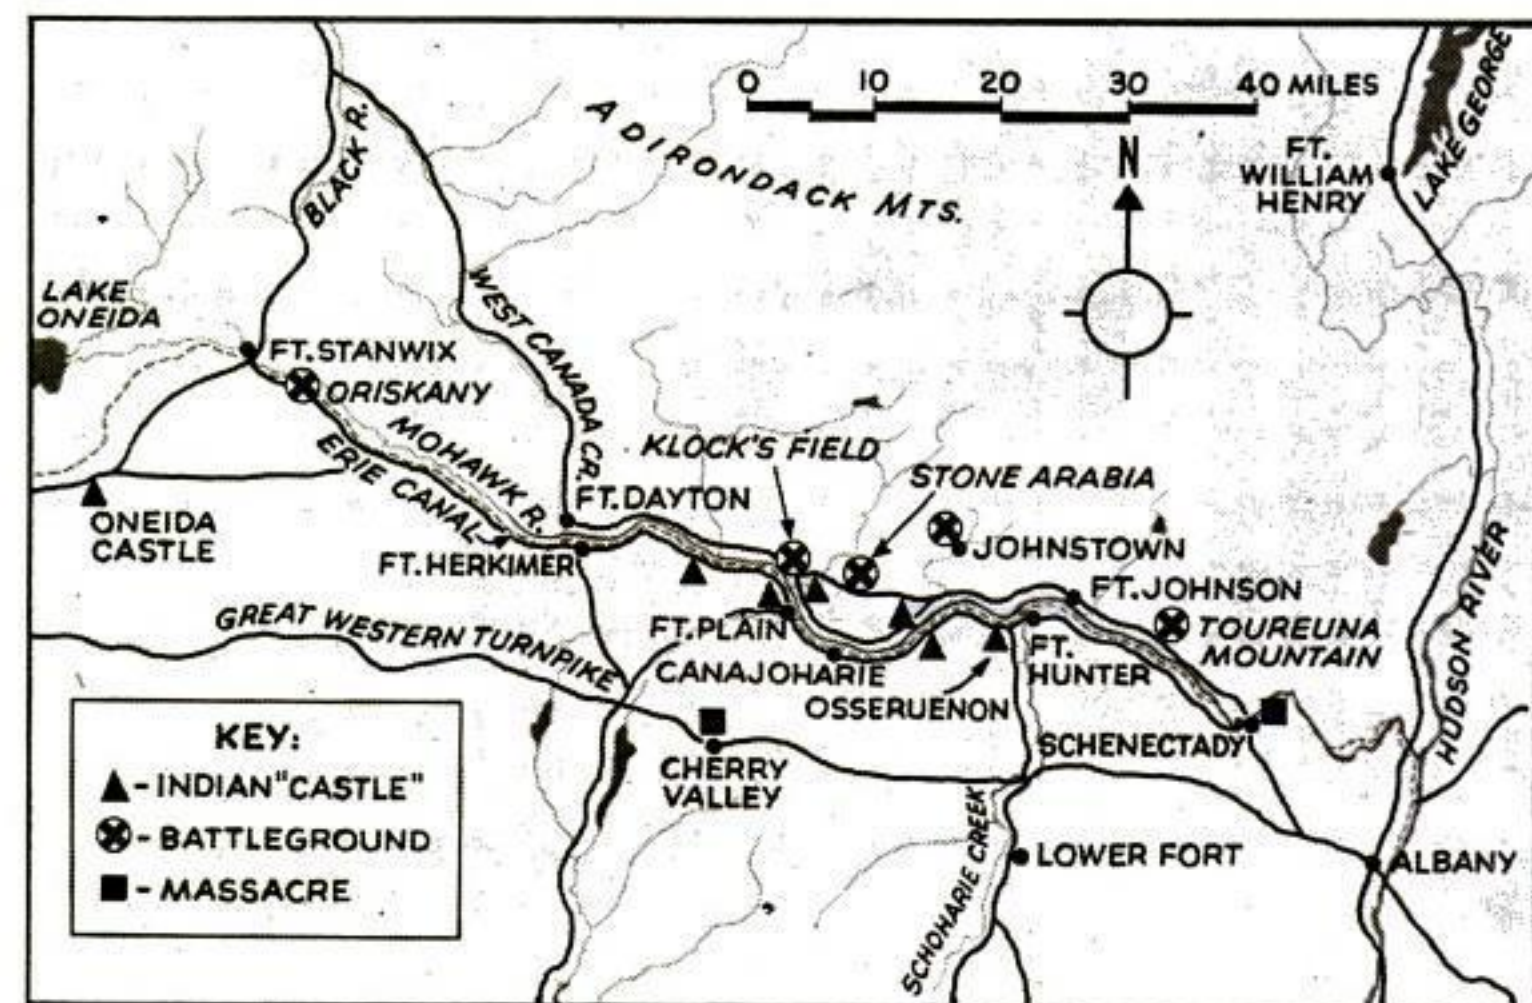 0 10 20 30 40 MILES
N
ADIRONDACK MTS.
FT.
WILLIAM
HENRY
LAKE GEORGE
BLACK R.
LAKE
ONEIDA
FT. STANWIX
ORISKANY
WEST CANADA CR.
MOHAWK R.
ERIE CANAL
KLOCK'S FIELD
STONE ARABIA
FT. DAYTON
ONEIDA
CASTLE
FT. HERKIMER
JOHNSTOWN
FT. JOHNSON
HUDSON RIVER
GREAT WESTERN TURNPIKE
FT. PLAIN
CANAJOHARIE
OSSERUENON
FT.
HUNTER
TOUREUNA
MOUNTAIN
SCHENECTADY
CHERRY
VALLEY
SCHOHARIE CREEK
LOWER FORT
ALBANY
KEY:
- INDIAN "CASTLE"
- BATTLEGROUND
- MASSACRE